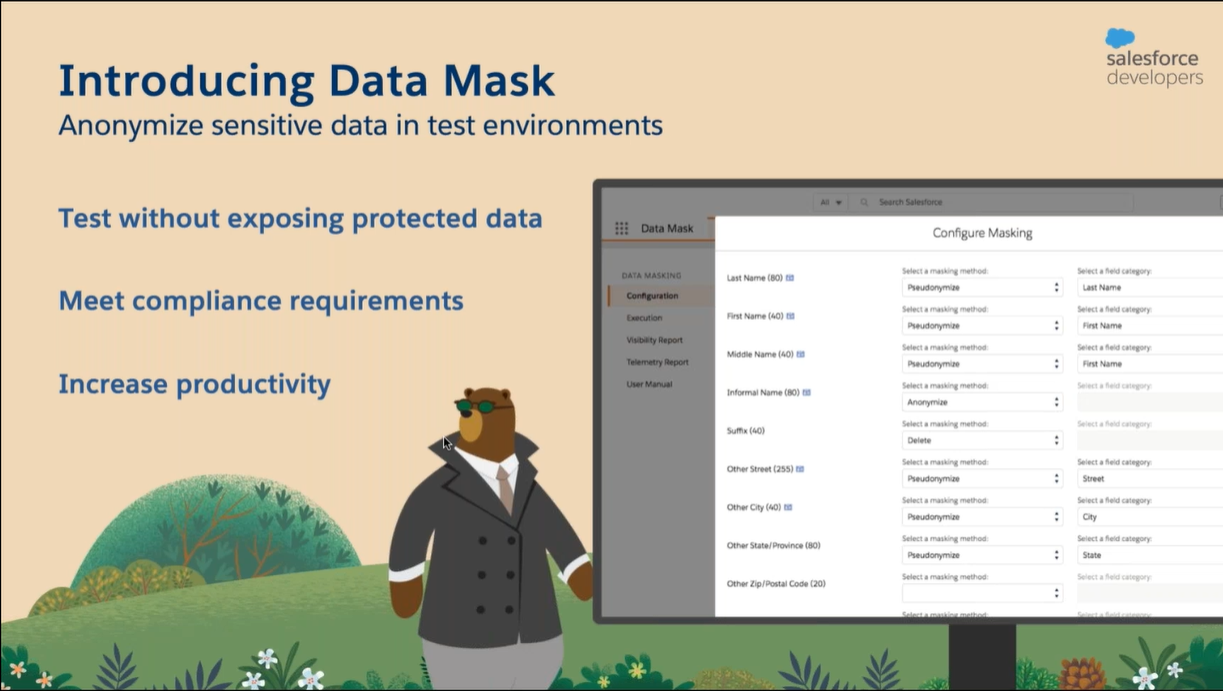 salesforce
developers
Introducing Data Mask
Anonymize sensitive data in test environments
Test without exposing protected data
Meet compliance requirements
Increase productivity
All Search Salesforce
Data Mask
DATA MASKING
Configuration
Execution
Visibility Report
Telemetry Report
User Manual
Configure Masking
Select a masking method: Select a field category:
Last Name (80) Pseudonymize Last Name
Select a masking method: Select a field category:
First Name (40) Pseudonymize First Name
Select a masking method: Select a field category:
Middle Name (40) Pseudonymize First Name
Select a masking method: Select a field category:
Informal Name (80) Anonymize
Select a masking method: Select a field category:
Suffix (40) Delete
Select a masking method: Select a field category:
Other Street (255) Pseudonymize Street
Select a masking method: Select a field category:
Other City (40) Pseudonymize City
Select a masking method: Select a field category:
Other State/Province (80) Pseudonymize State
Select a masking method: Select a field category:
Other Zip/Postal Code (20)
Select a masking method: Select a field category: